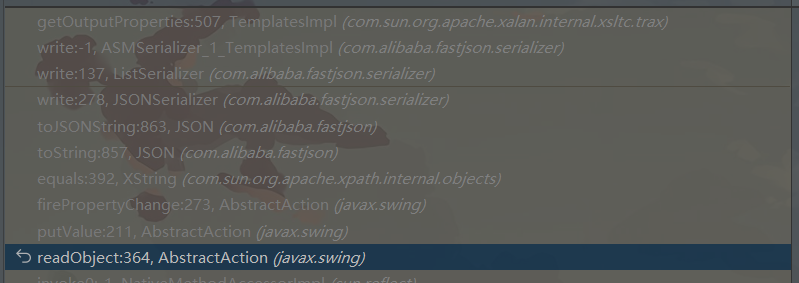 getOutputProperties:507, TemplatesImpl (com.sun.org.apache.xalan.internal.xsltc.trax)
write:-1, ASMSerializer_1_TemplatesImpl (com.alibaba.fastjson.serializer)
write:137, ListSerializer (com.alibaba.fastjson.serializer)
write:278, JSONSerializer (com.alibaba.fastjson.serializer)
toJSONString:863, JSON (com.alibaba.fastjson)
toString:857, JSON (com.alibaba.fastjson)
equals:392, XString (com.sun.org.apache.xpath.internal.objects)
firePropertyChange:273, AbstractAction (javax.swing)
putValue:211, AbstractAction (javax.swing)
readObject:364, AbstractAction (javax.swing)